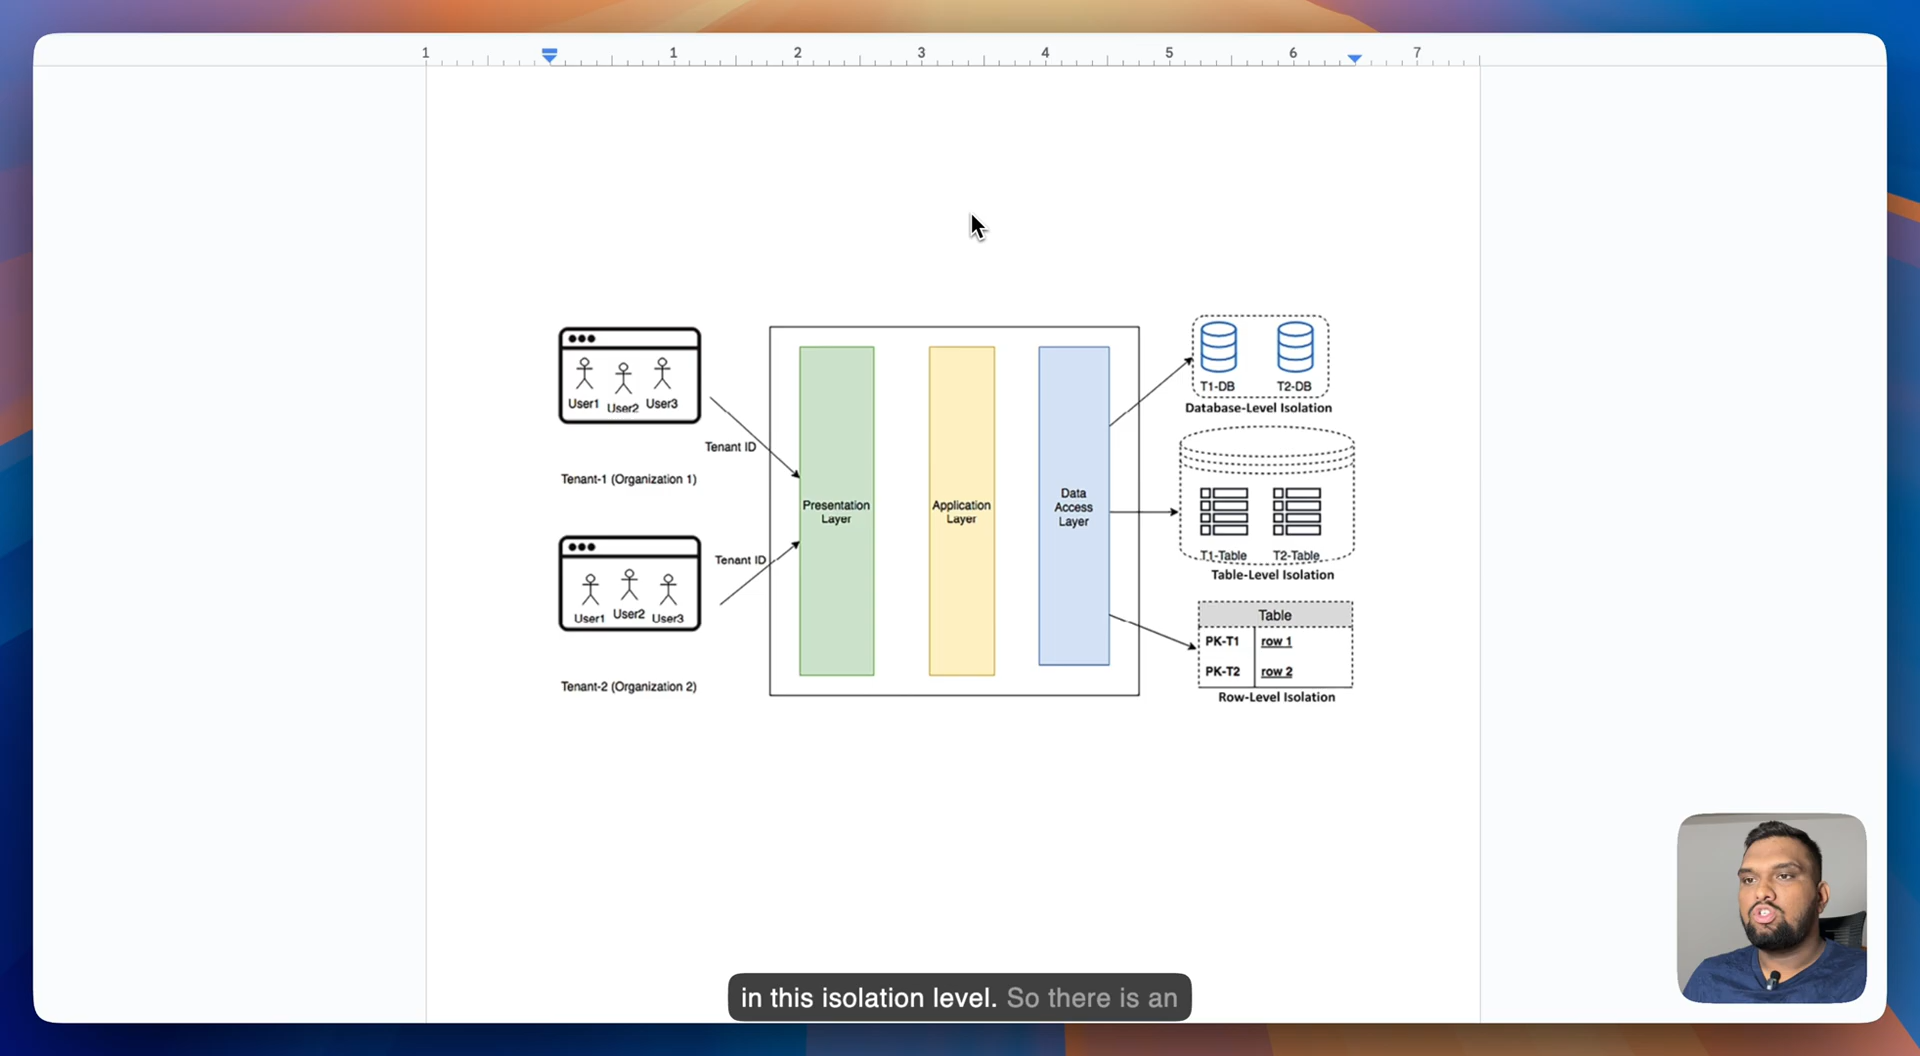 1 1 2 3 4 5 6 7
User1 User2 User3
Tenant ID
Tenant-1 (Organization 1)
Tenant ID
User1 User2 User3
Tenant-2 (Organization 2)
Presentation
Layer
Application
Layer
Data
Access
Layer
T1-DB T2-DB
Database-Level Isolation
T1-Table T2-Table
Table-Level Isolation
Table
PK-T1 row 1
PK-T2 row 2
Row-Level Isolation
in this isolation level. So there is an